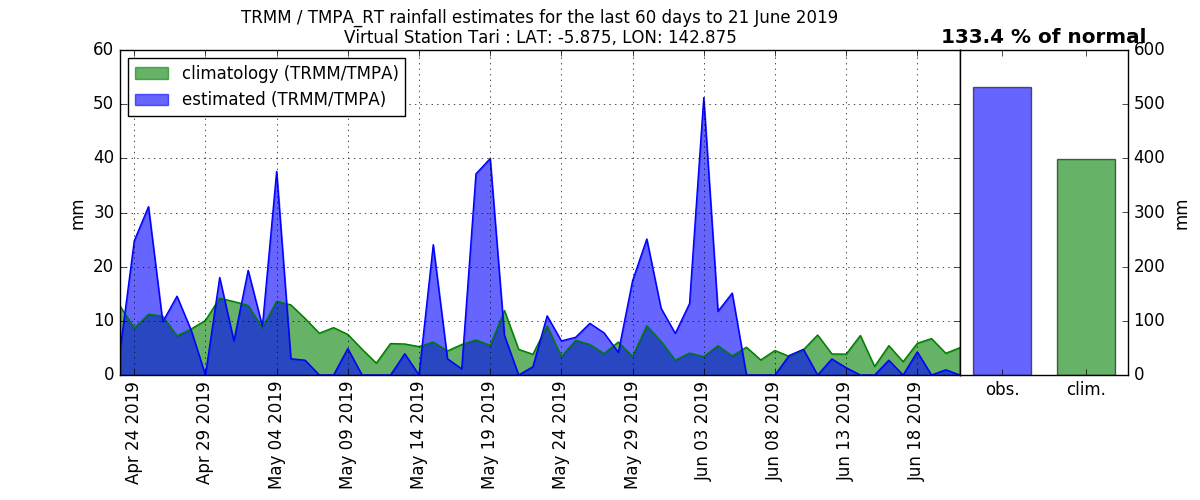 TRMM / TMPA_RT rainfall estimates for the last 60 days to 21 June 2019
Virtual Station Tari : LAT: -5.875, LON: 142.875
133.4 % of normal
climatology (TRMM/TMPA)
estimated (TRMM/TMPA)
60
50
40
30
20
10
0
mm
600
500
400
300
200
100
0
mm
Apr 24 2019
Apr 29 2019
May 04 2019
May 09 2019
May 14 2019
May 19 2019
May 24 2019
May 29 2019
Jun 03 2019
Jun 08 2019
Jun 13 2019
Jun 18 2019
obs.
clim.